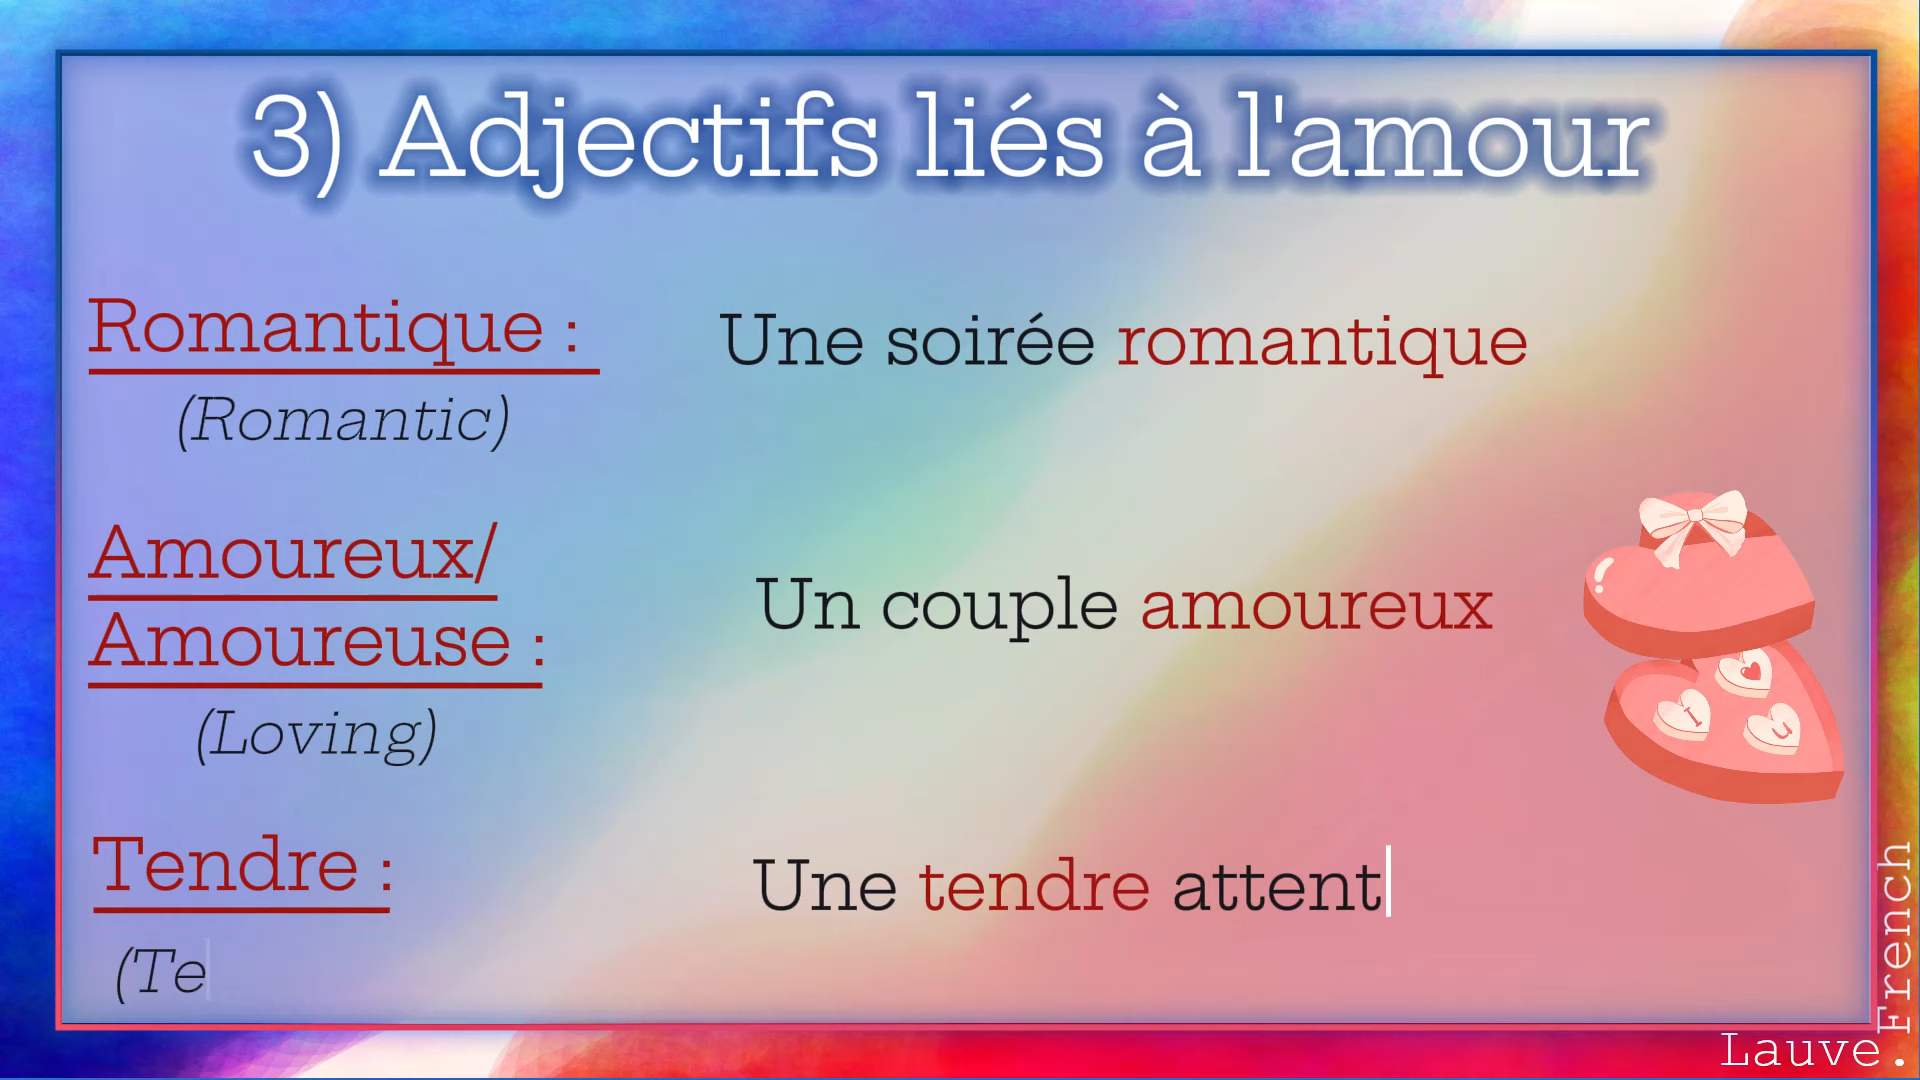 3) Adjectifs liés à l'amour
Romantique :
(Romantic)
Une soirée romantique
Amoureux/
Amoureuse :
(Loving)
Un couple amoureux
I
U
Tendre :
(Te
Une tendre attent
Lauve.
French